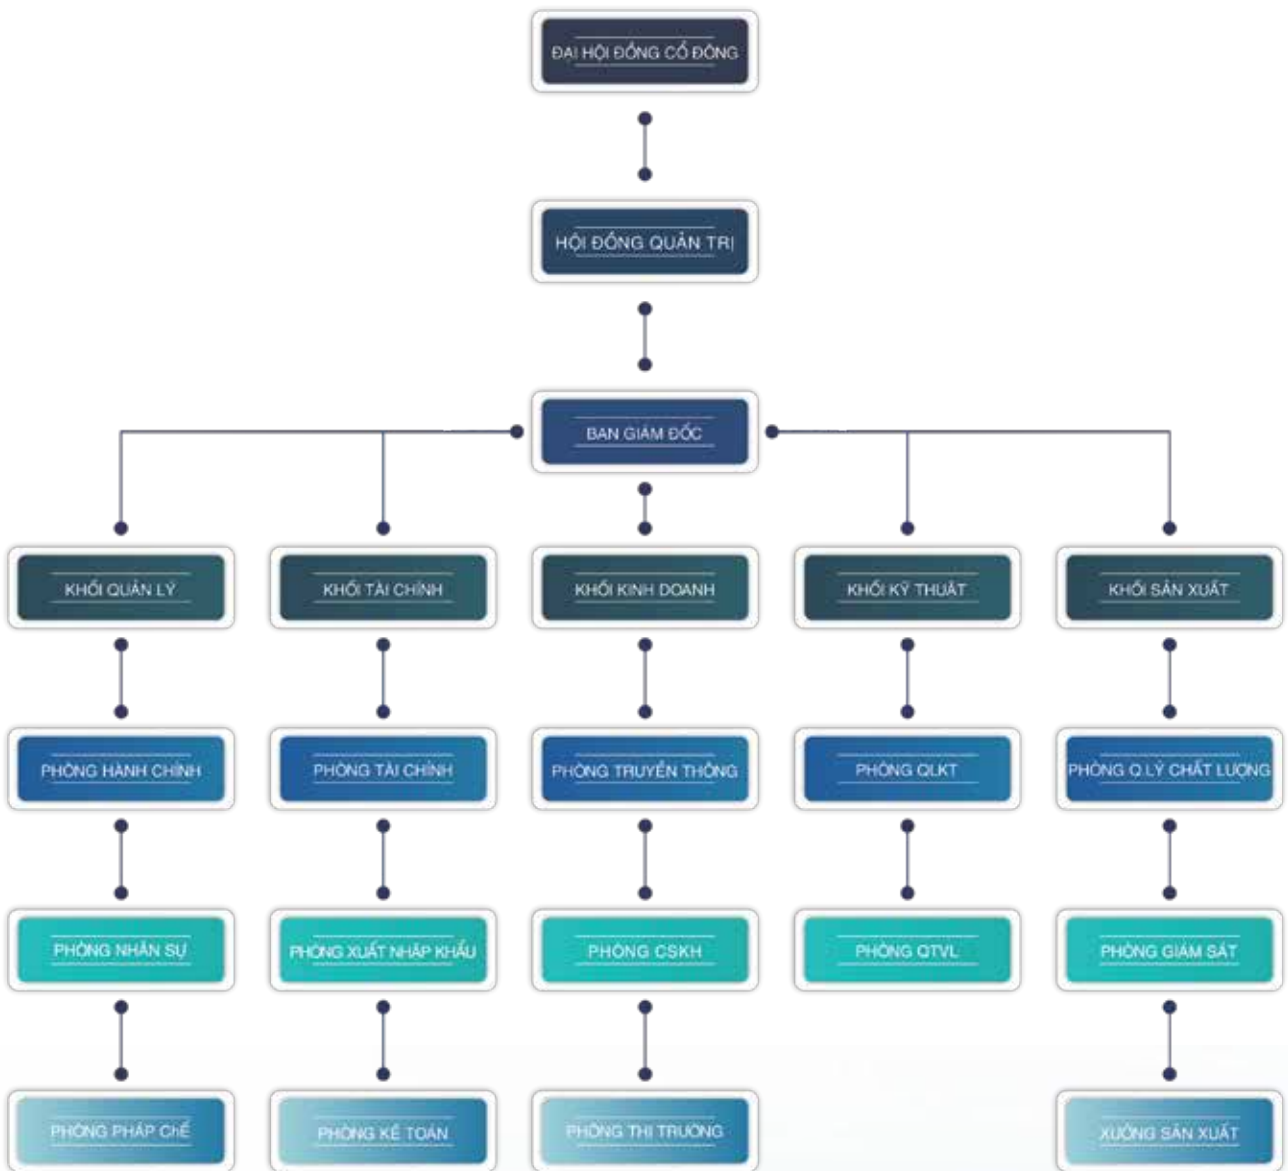 ĐẠI HỘI ĐỒNG CỔ ĐÔNG
HỘI ĐỒNG QUẢN TRỊ
BAN GIÁM ĐỐC
KHỐI QUẢN LÝ
KHỐI TÀI CHÍNH
KHỐI KINH DOANH
KHỐI KỸ THUẬT
KHỐI SẢN XUẤT
PHÒNG HÀNH CHÍNH
PHÒNG TÀI CHÍNH
PHÒNG TRUYỀN THÔNG
PHÒNG QLKT
PHÒNG Q.LÝ CHẤT LƯỢNG
PHÒNG NHÂN SỰ
PHÒNG XUẤT NHẬP KHẨU
PHÒNG CSKH
PHÒNG QTVL
PHÒNG GIÁM SÁT
PHÒNG PHÁP ChẾ
PHÒNG KẾ TOÁN
PHÒNG THỊ TRƯỜNG
XƯỞNG SẢN XUẤT